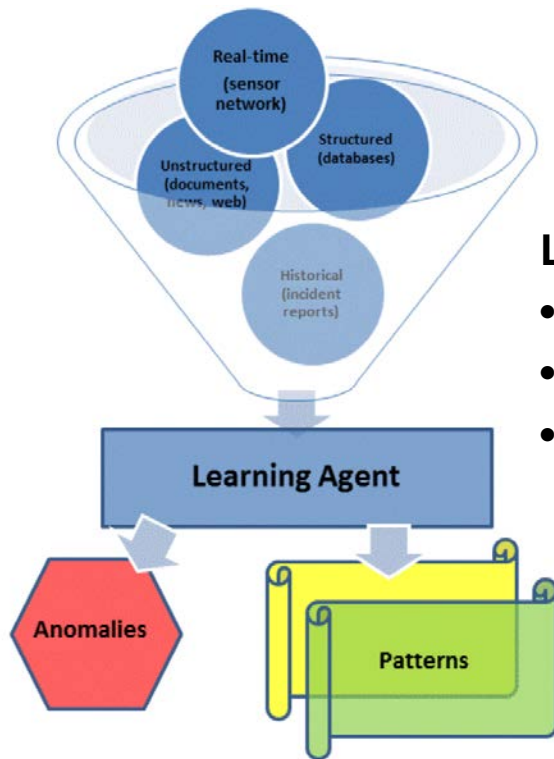 Real-time
(sensor
network)
Structured
(databases)
Unstructured
(documents,
news, web)
Historical
(incident
reports)
L
•
•
•
Learning Agent
Anomalies
Patterns